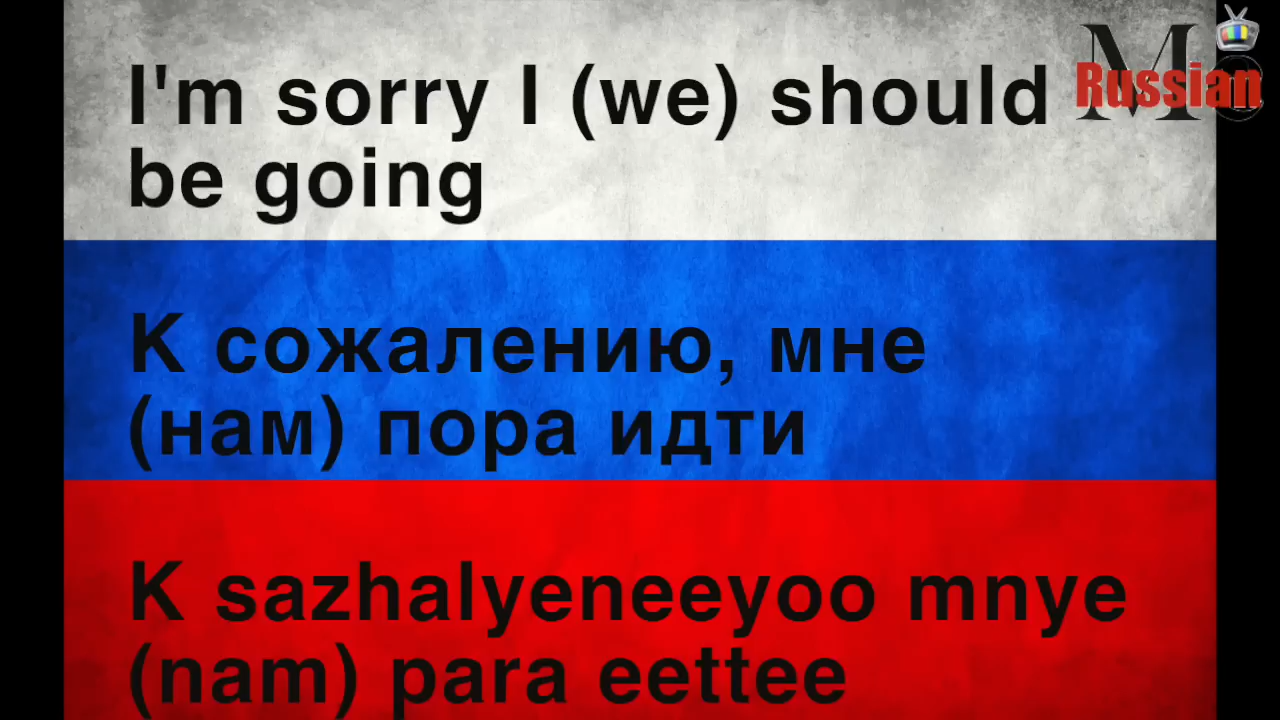 I'm sorry I (we) should
be going
К сожалению, мне
(нам) пора идти
K sazhalyeneeyoo mnye
(nam) para eettee
M
Russian